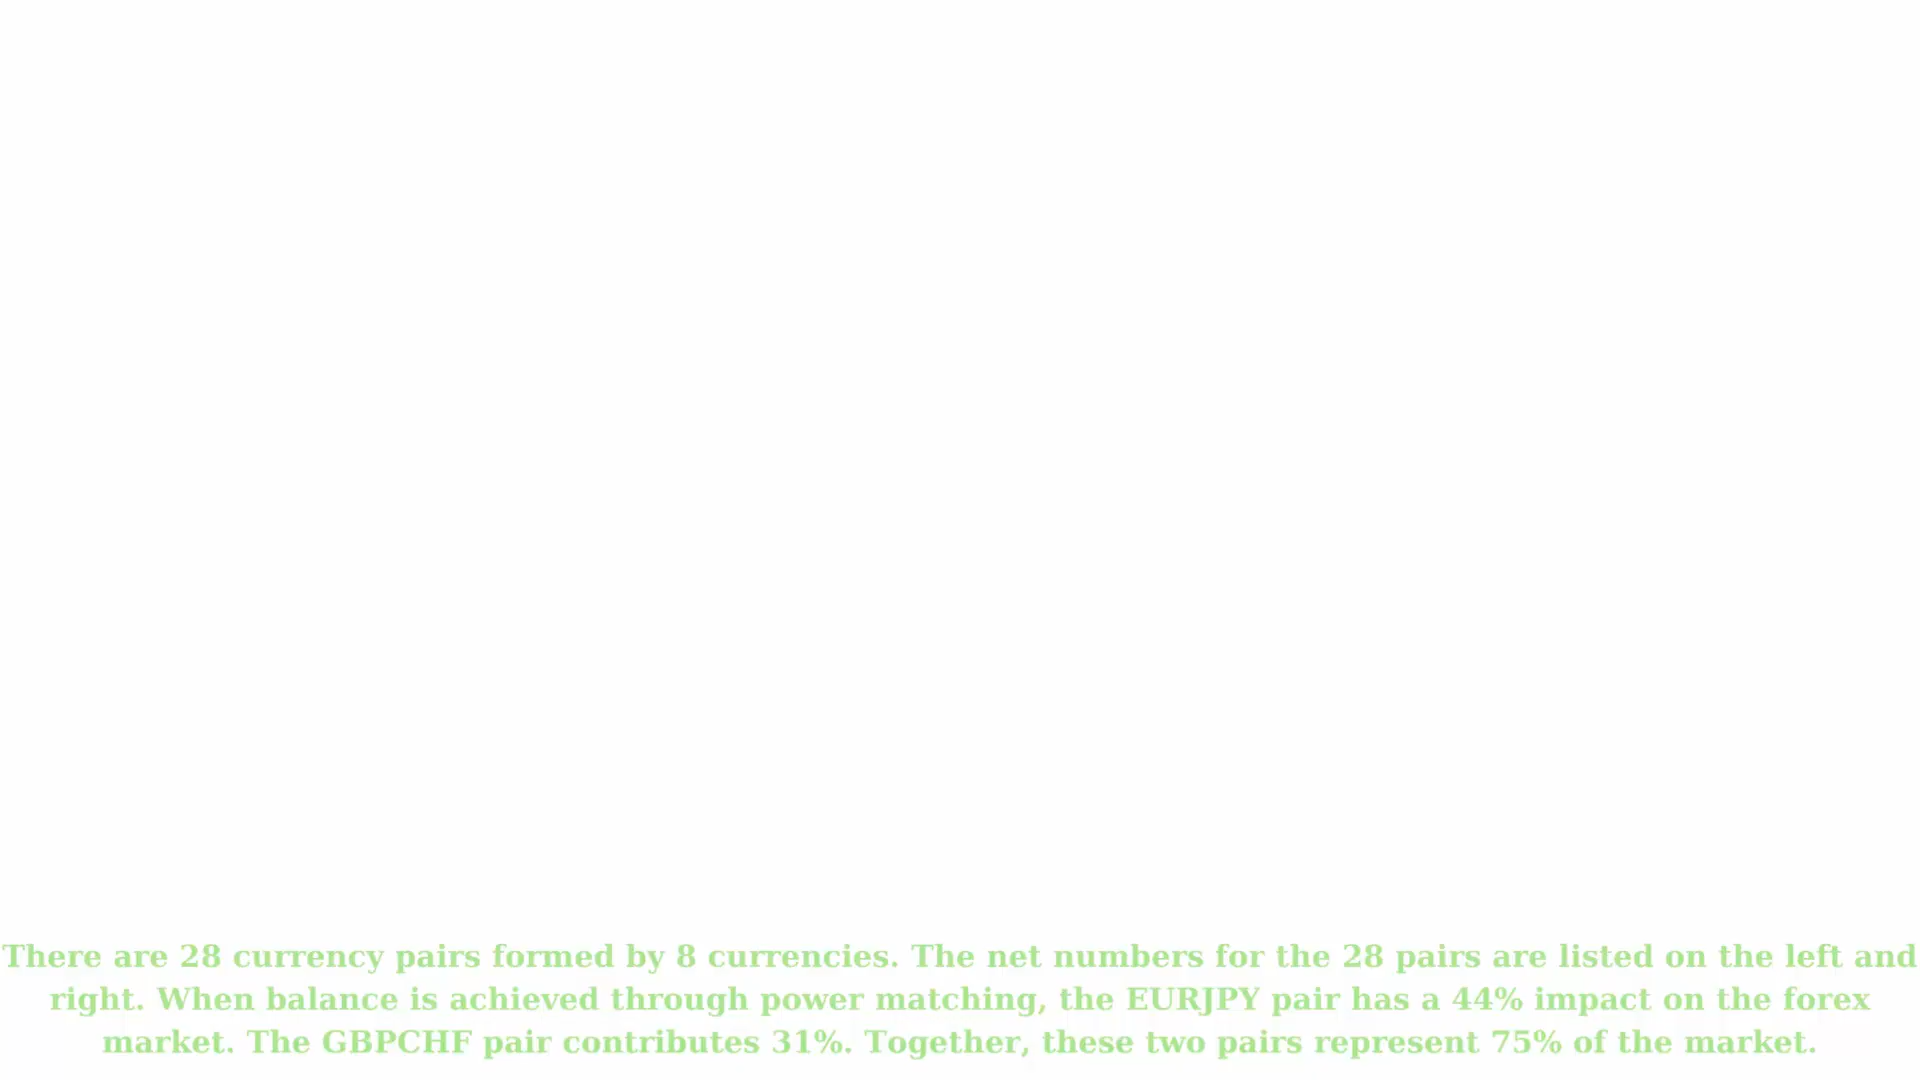 There are 28 currency pairs formed by 8 currencies. The net numbers for the 28 pairs are listed on the left and
right. When balance is achieved through power matching, the EURJPY pair has a 44% impact on the forex
market. The GBPCHF pair contributes 31%. Together, these two pairs represent 75% of the market.